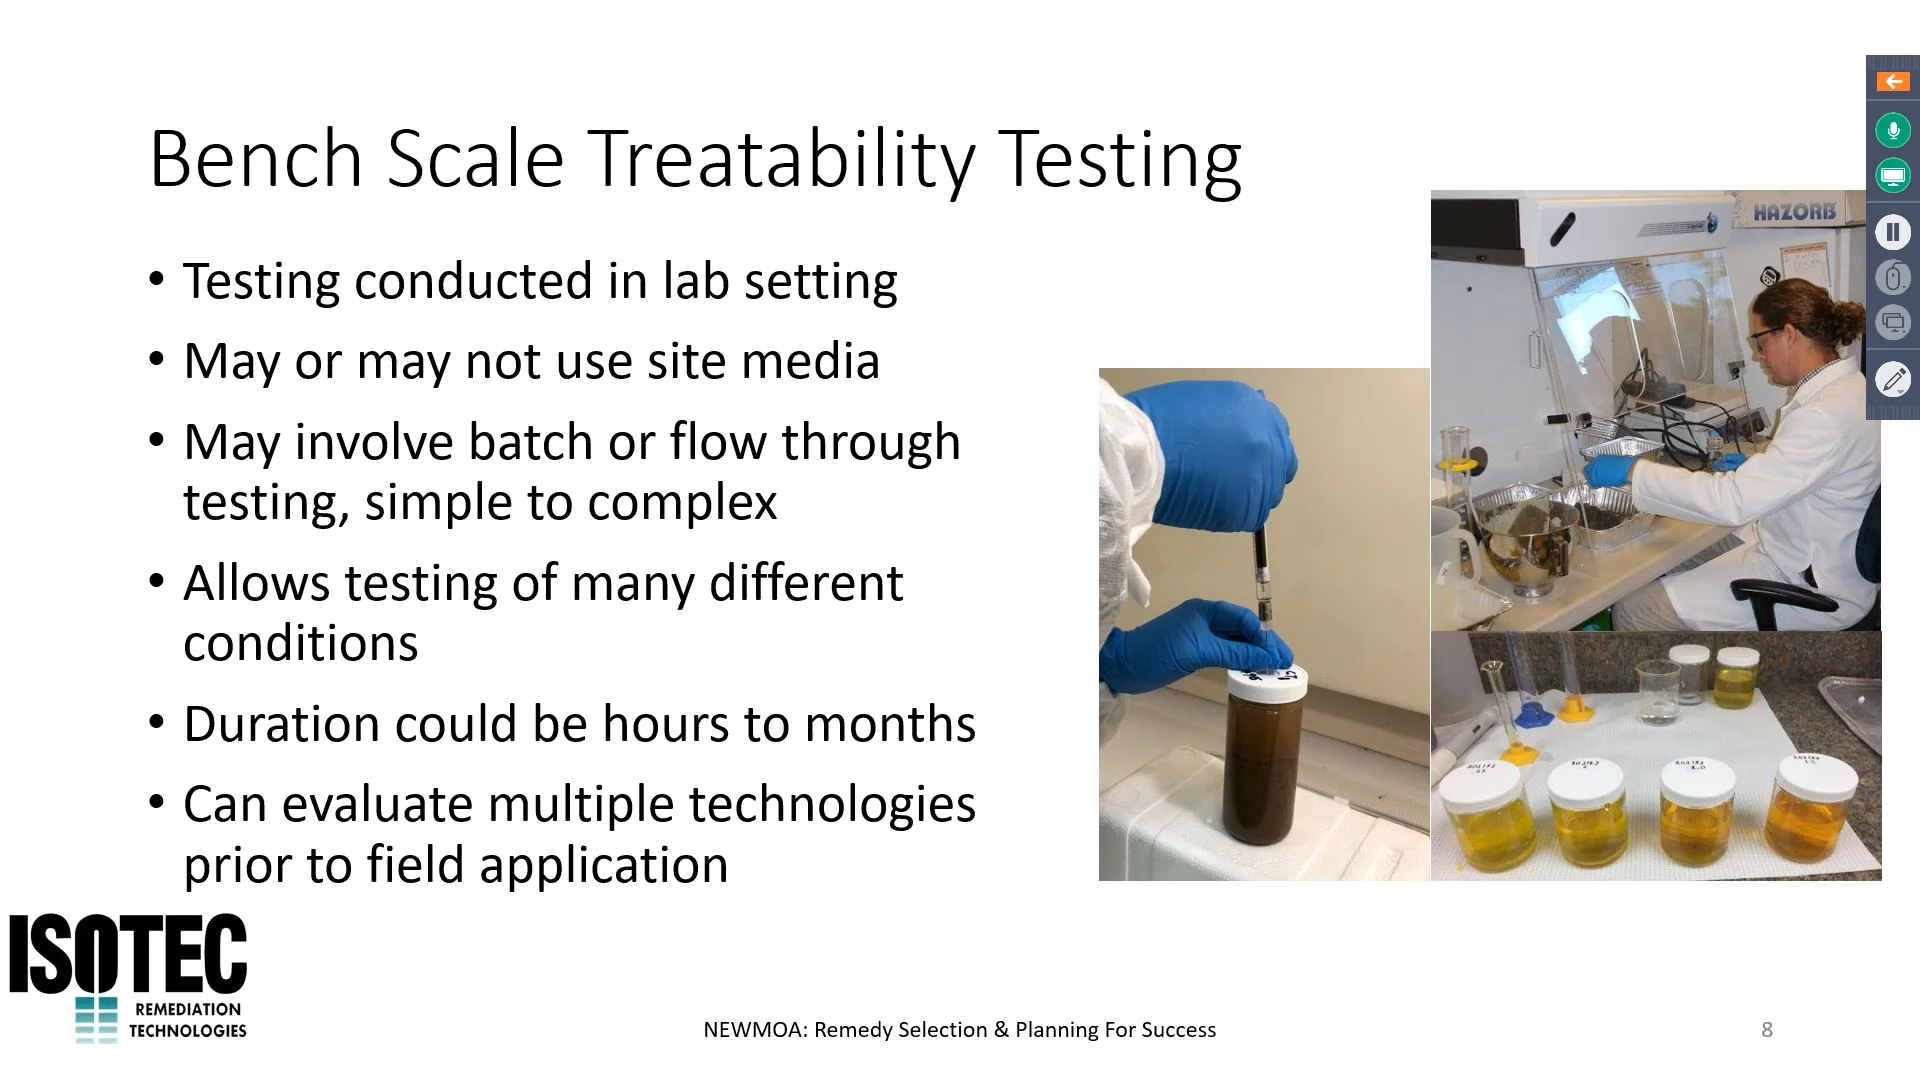 Bench Scale Treatability Testing
• Testing conducted in lab setting
• May or may not use site media
• May involve batch or flow through
testing, simple to complex
• Allows testing of many different
conditions
• Duration could be hours to months
• Can evaluate multiple technologies
prior to field application
HAZORB
ISOTEC
REMEDIATION
TECHNOLOGIES
NEWMOA: Remedy Selection & Planning For Success
8